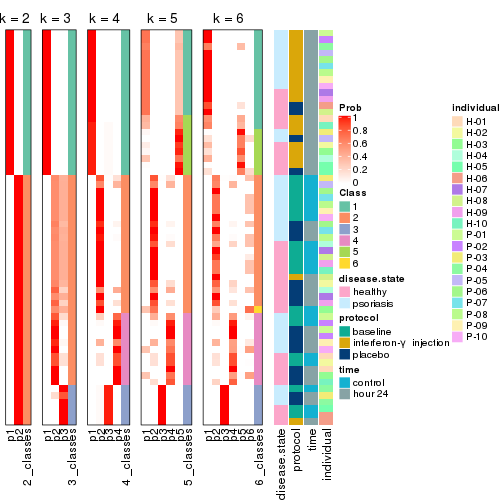 k = 2
k = 3
k = 4
k = 5
k = 6
p1
p2
2_classes
p1
p2
p3
3_classes
p1
p2
p3
p4
4_classes
p1
p2
p3
p4
p5
5_classes
p1
p2
p3
p4
p5
p6
6_classes
disease.state
protocol
time
individual
Prob
1
0.8
0.6
0.4
0.2
0
Class
1
2
3
4
5
6
disease.state
healthy
psoriasis
protocol
baseline
interferon-γ injection
placebo
time
control
hour 24
individual
H-01
H-02
H-03
H-04
H-05
H-06
H-07
H-08
H-09
H-10
P-01
P-02
P-03
P-04
P-05
P-06
P-07
P-08
P-09
P-10